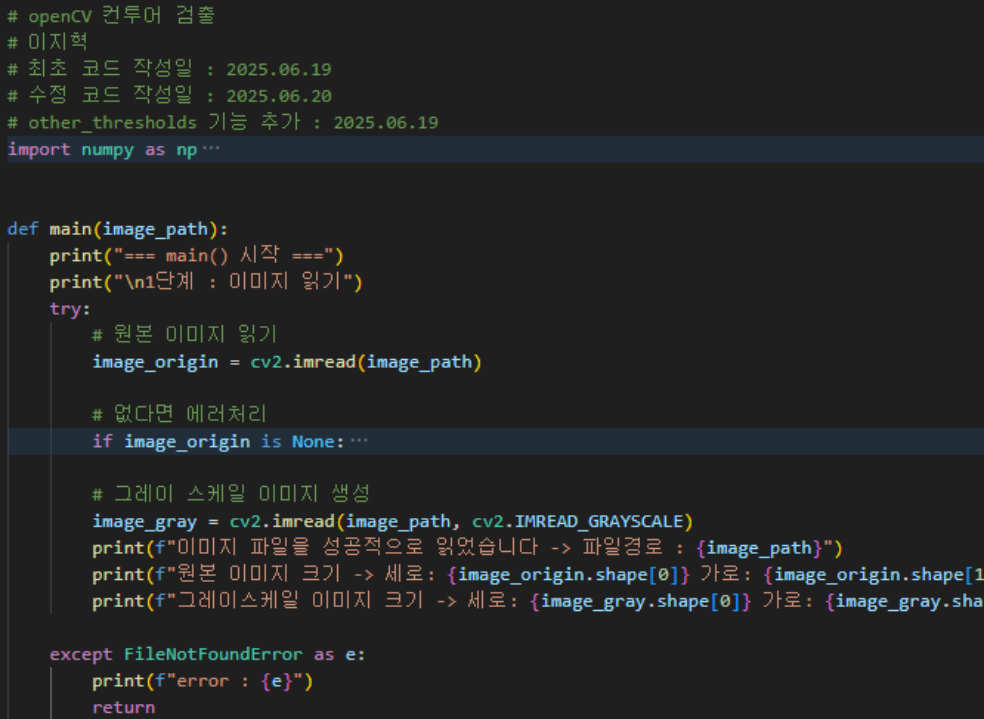 # openCV 컨투어 검출
# 이지혁
# 최초 코드 작성일 : 2025.06.19
# 수정 코드 작성일 : 2025.06.20
# other_thresholds 기능 추가 : 2025.06.19
import numpy as np ···
def main(image_path):
print("=== main() 시작 ===")
print("\n1단계 : 이미지 읽기")
try:
# 원본 이미지 읽기
image_origin = cv2.imread(image_path)
# 없다면 에러처리
if image_origin is None: ···
# 그레이 스케일 이미지 생성
image_gray = cv2.imread(image_path, cv2.IMREAD_GRAYSCALE)
print(f"이미지 파일을 성공적으로 읽었습니다 -> 파일경로 : {image_path}")
print(f"원본 이미지 크기 -> 세로: {image_origin.shape[0]} 가로: {image_origin.shape[1
print(f"그레이스케일 이미지 크기 -> 세로: {image_gray.shape[0]} 가로: {image_gray.sha
except FileNotFoundError as e:
print(f"error : {e}")
return